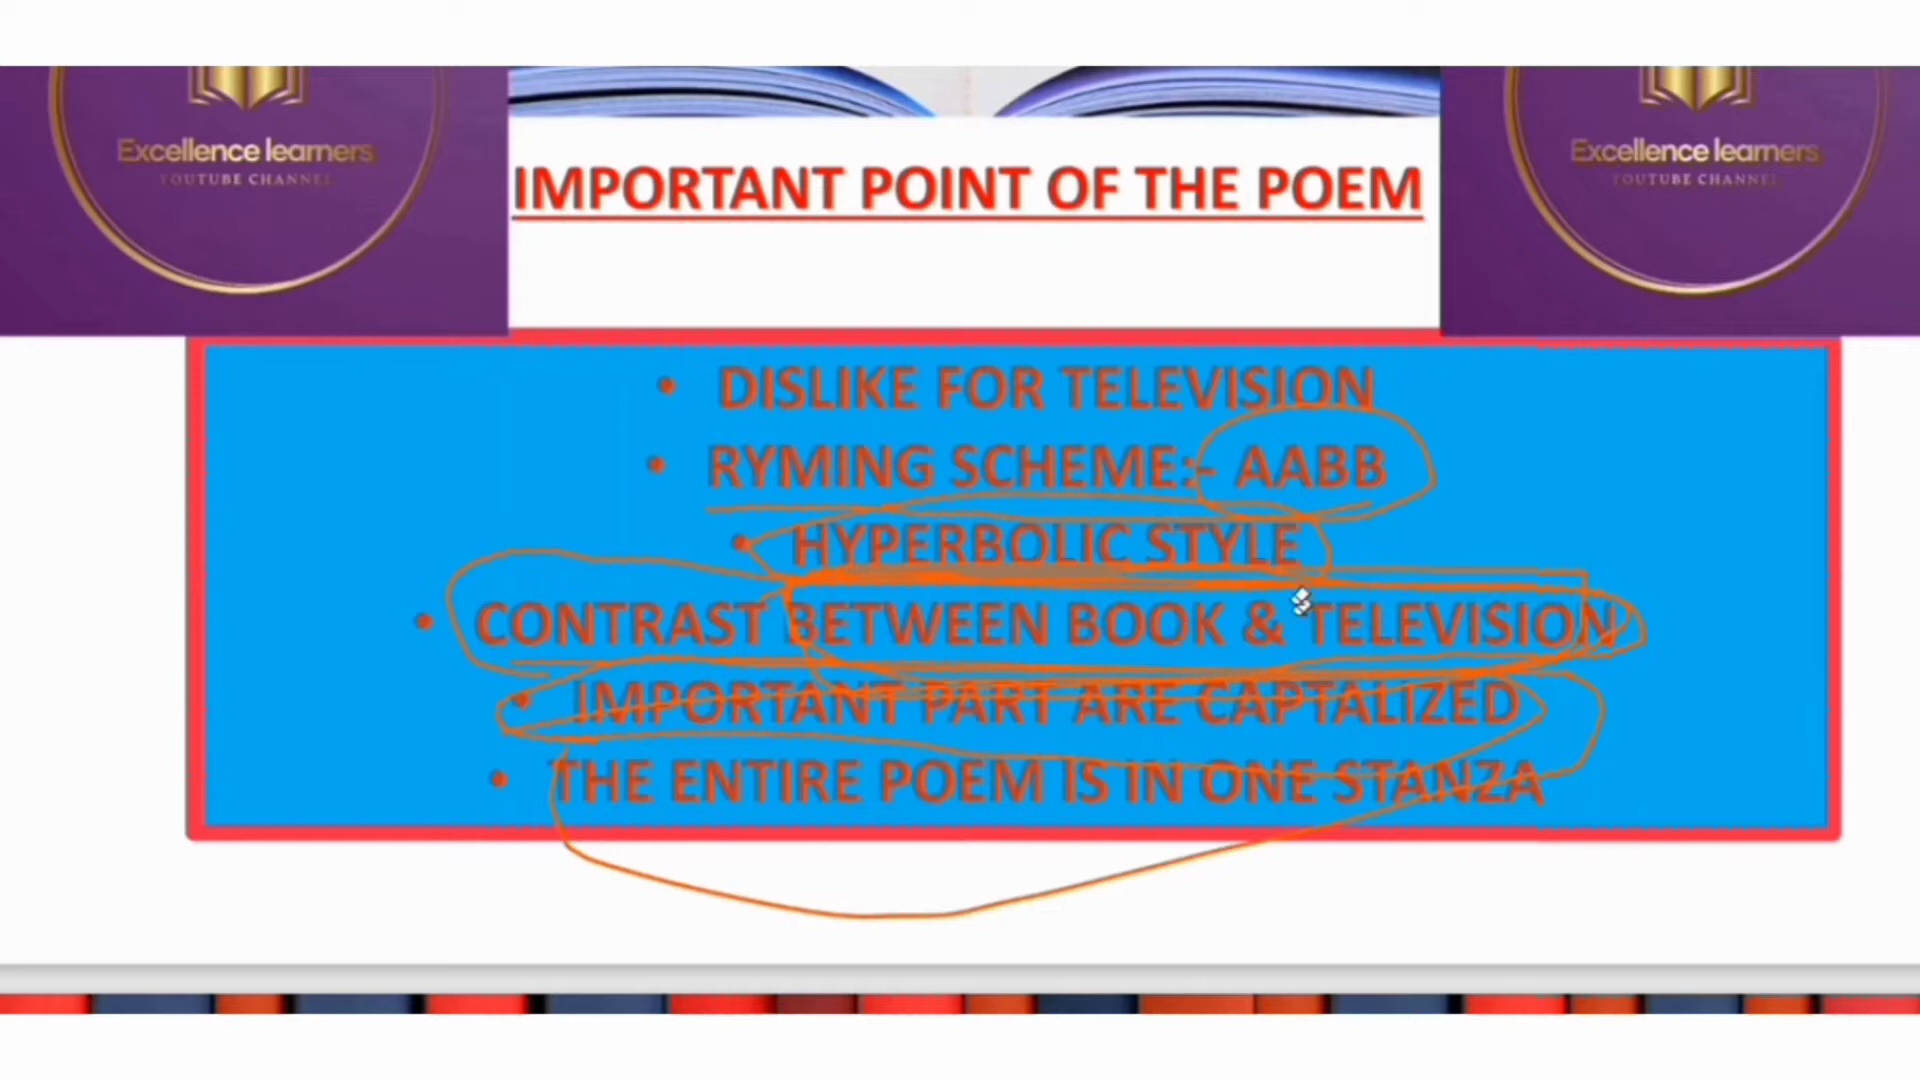 Excellence learners
YOUTUBE CHANNEL
Excellence learners
YOUTUBE CHANNEL
IMPORTANT POINT OF THE POEM
• DISLIKE FOR TELEVISION
• RYMING SCHEME:- AABB
• HYPERBOLIC STYLE
• CONTRAST BETWEEN BOOK & TELEVISION
• IMPORTANT PART ARE CAPTALIZED
• THE ENTIRE POEM IS IN ONE STANZA